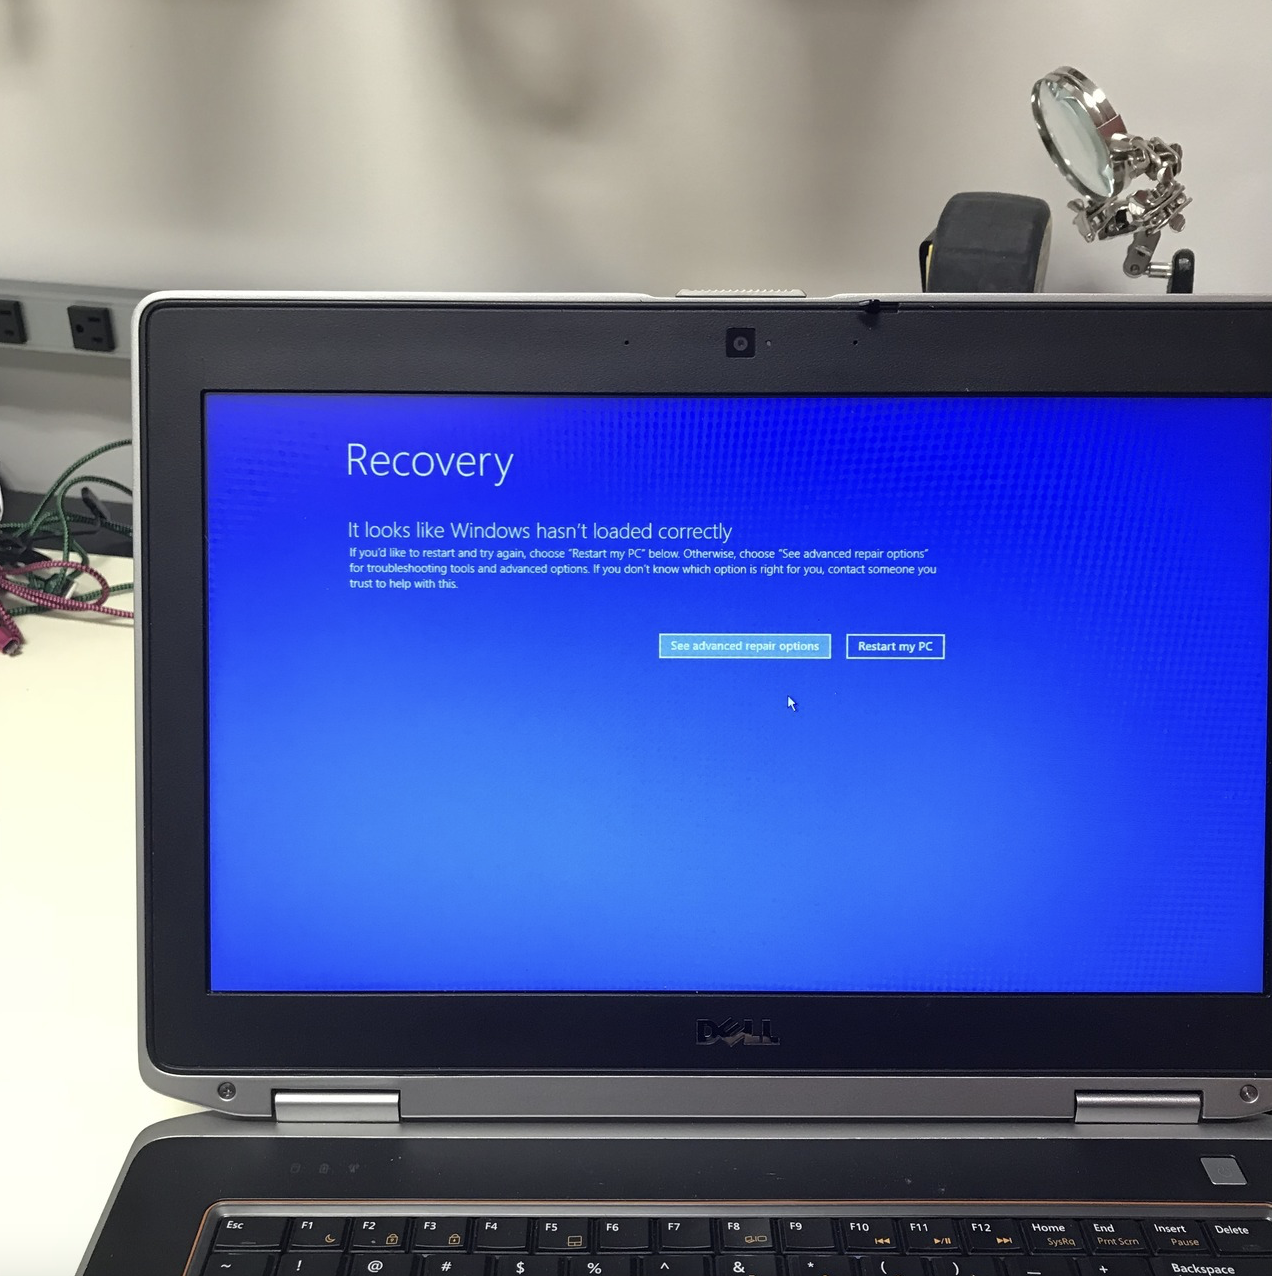 Recovery
It looks like Windows hasn't loaded correctly
If you'd like to restart and try again, choose "Restart my PC" below. Otherwise, choose "See advanced repair options"
for troubleshooting tools and advanced options. If you don't know which option is right for you, contact someone you
trust to help with this.
See advanced repair options Restart my PC
DELL
Esc F1 F2 F3 F4 F5 F6 F7 F8 F9 F10 F11 F12 Home End Insert Delete
SysRq Prnt Scrn Pause
~ ! @ # $ % ^ & * ( ) — + Backspace